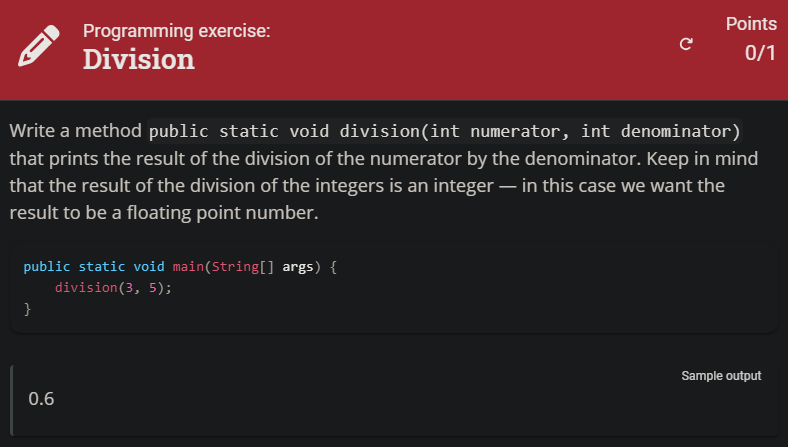 Programming exercise:
Division
Points
0/1
Write a method public static void division(int numerator, int denominator)
that prints the result of the division of the numerator by the denominator. Keep in mind
that the result of the division of the integers is an integer — in this case we want the
result to be a floating point number.
public static void main(String[] args) {
    division(3, 5);
}
Sample output
0.6